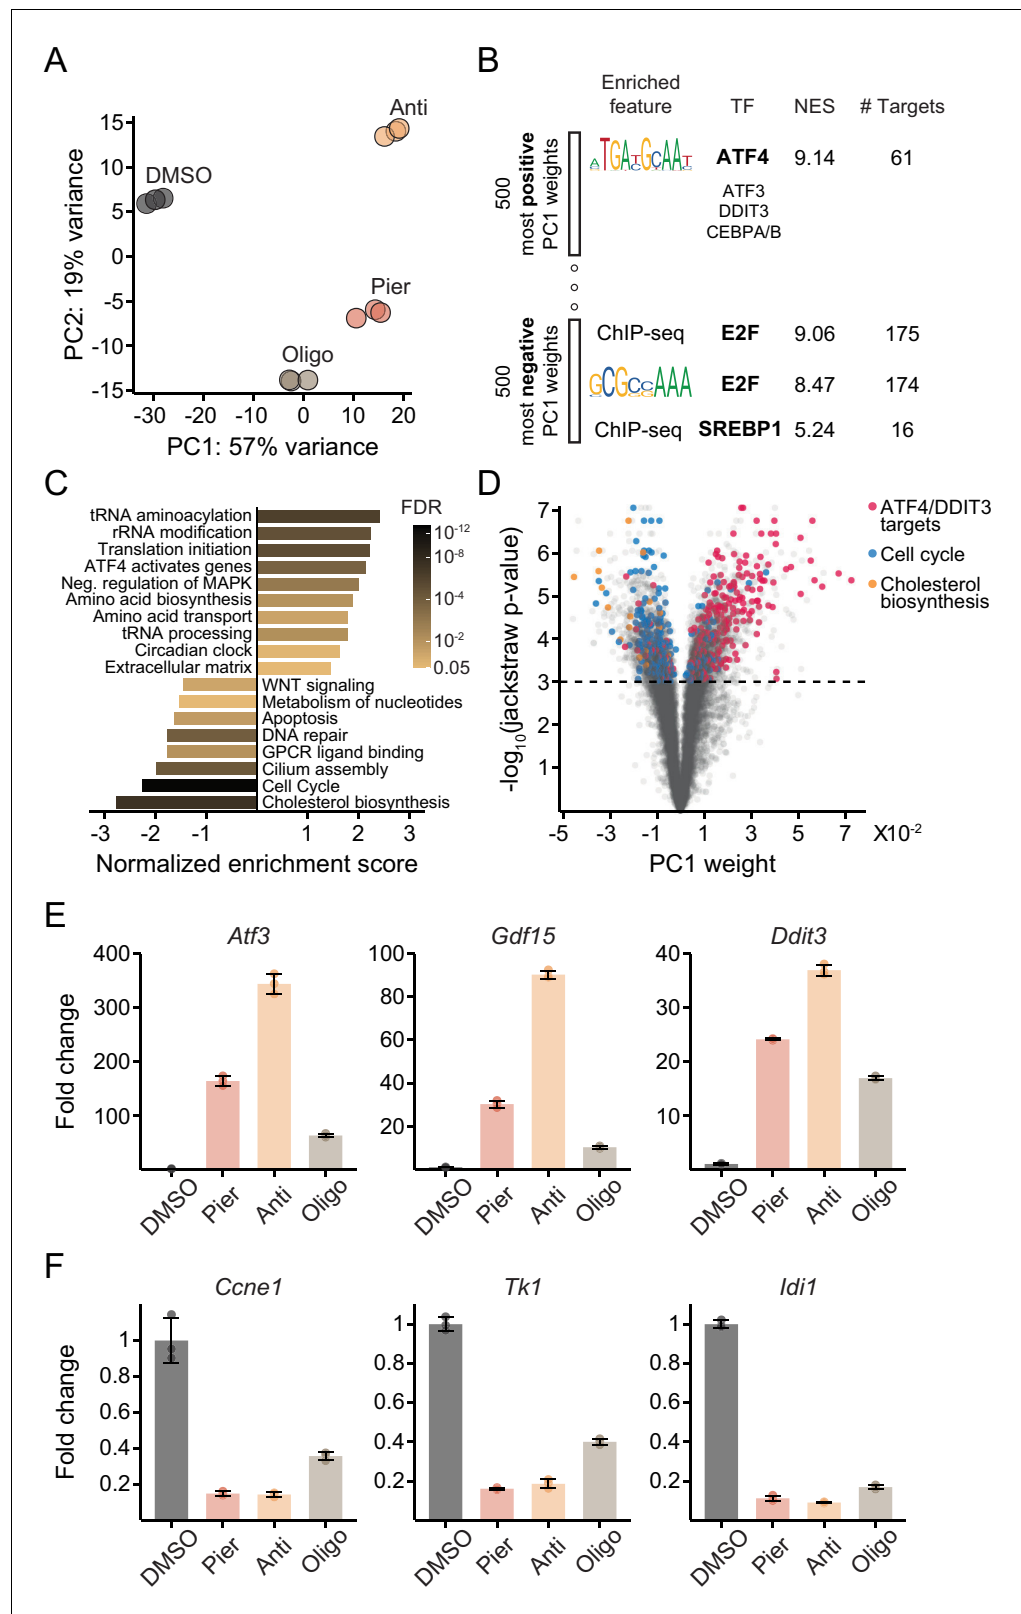 A
PC2: 19% variance
15
10
5
0
-5
-10
-15
DMSO
Anti
Pier
Oligo
-30
-20
-10
0
10
20
PC1: 57% variance
B
Enriched feature
TF
NES
# Targets
500
most positive
PC1 weights
ATGATGCAAT
ATF4
9.14
61
ATF3
DDIT3
CEBPA/B
500
most negative
PC1 weights
ChIP-seq
E2F
9.06
175
GCGCCAAA
E2F
8.47
174
ChIP-seq
SREBP1
5.24
16
C
tRNA aminoacylation
rRNA modification
Translation initiation
ATF4 activates genes
Neg. regulation of MAPK
Amino acid biosynthesis
Amino acid transport
tRNA processing
Circadian clock
Extracellular matrix
WNT signaling
Metabolism of nucleotides
Apoptosis
DNA repair
GPCR ligand binding
Cilium assembly
Cell Cycle
Cholesterol biosynthesis
FDR
10-12
10-8
10-4
10-2
0.05
-3
-2
-1
1
2
3
Normalized enrichment score
D
-log10(jackstraw p-value)
7
6
5
4
3
2
1
ATF4/DDIT3
targets
Cell cycle
Cholesterol
biosynthesis
-5
-3
-1
1
3
5
7
X10-2
PC1 weight
E
Fold change
Atf3
400
300
200
100
DMSO
Pier
Anti
Oligo
Gdf15
100
80
60
40
20
DMSO
Pier
Anti
Oligo
Ddit3
40
30
20
10
DMSO
Pier
Anti
Oligo
F
Fold change
Ccne1
1
0.8
0.6
0.4
0.2
DMSO
Pier
Anti
Oligo
Tk1
1
0.8
0.6
0.4
0.2
DMSO
Pier
Anti
Oligo
Idi1
1
0.8
0.6
0.4
0.2
DMSO
Pier
Anti
Oligo